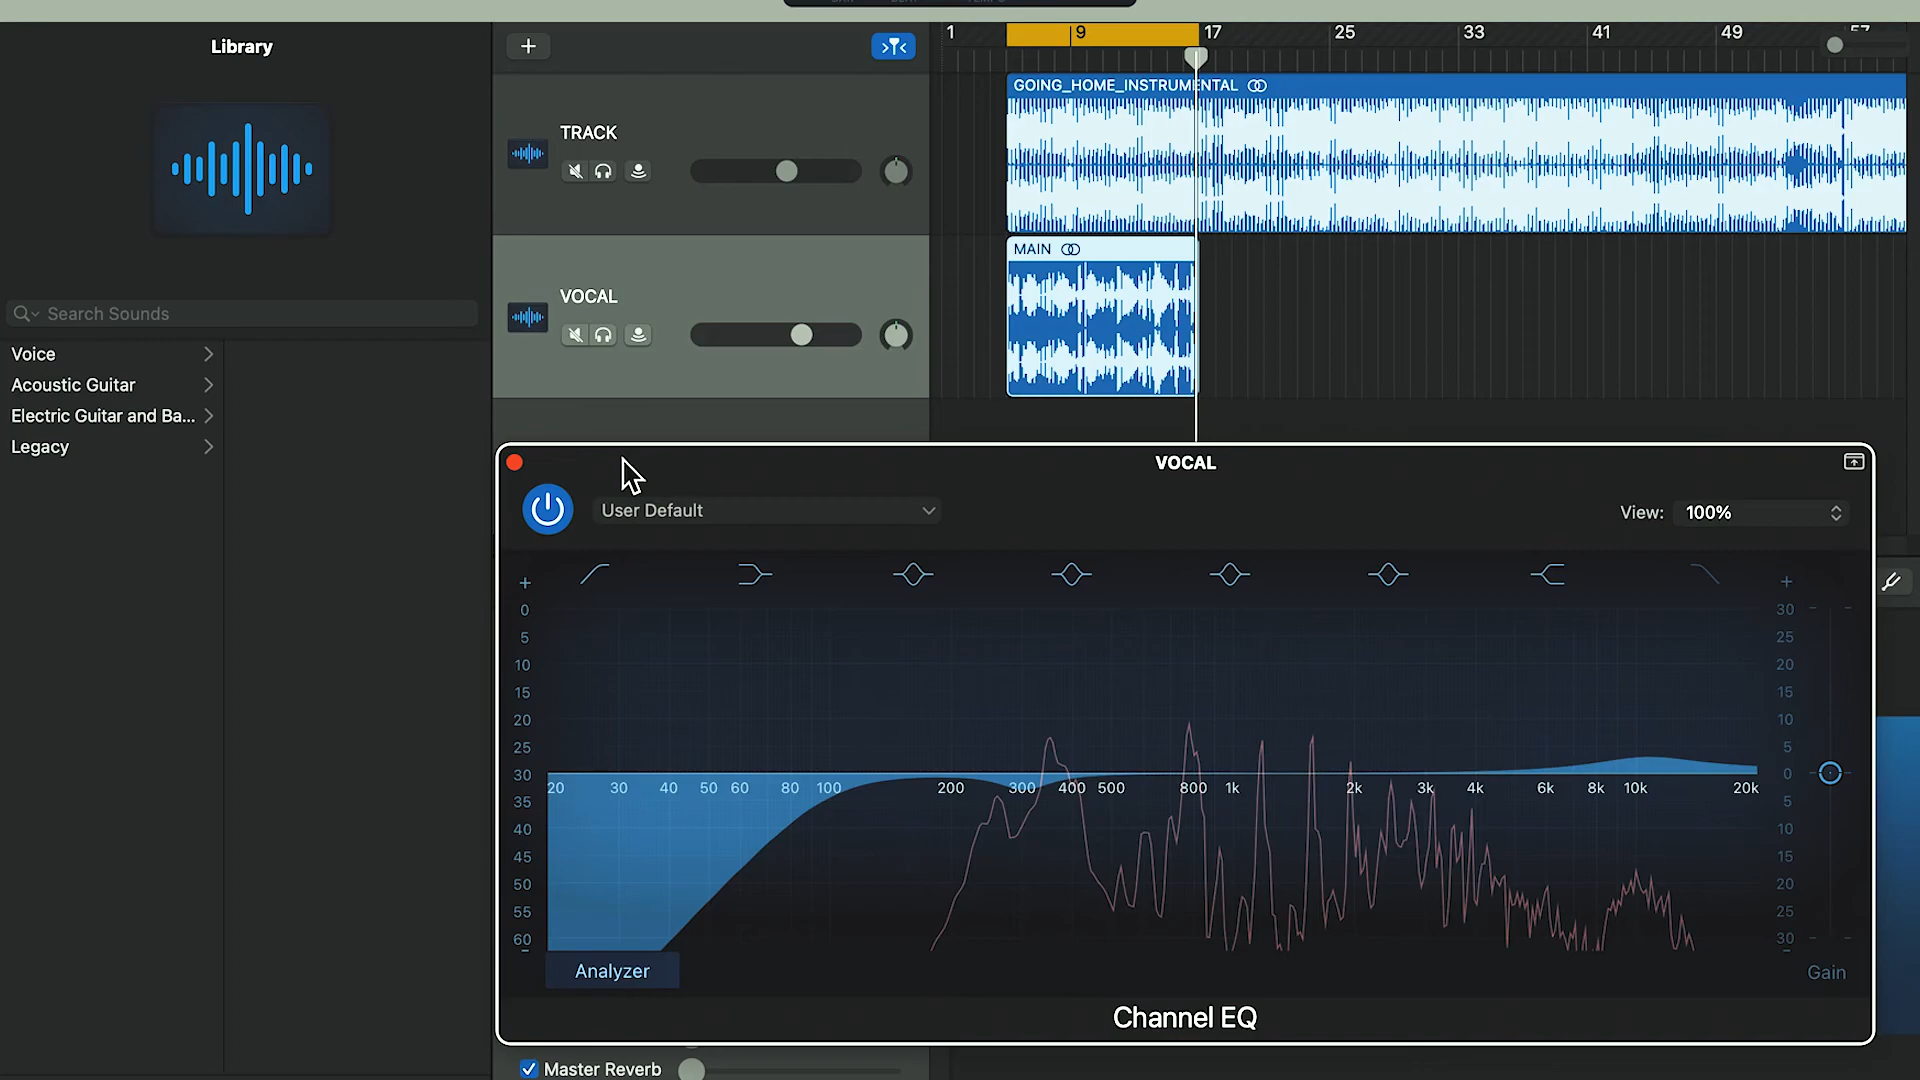 BAR BEAT TEMPO
Library
1 9 17 25 33 41 49 57
GOING_HOME_INSTRUMENTAL
TRACK
MAIN
VOCAL
Search Sounds
Voice
Acoustic Guitar
Electric Guitar and Ba...
Legacy
VOCAL
User Default
View: 100%
+ +
0 30
5 25
10 20
15 15
20 10
25 5
30 0
20 30 40 50 60 80 100 200 300 400 500 800 1k 2k 3k 4k 6k 8k 10k 20k
35 5
40 10
45 15
50 20
55 25
60 30
- -
Analyzer
Gain
Channel EQ
Master Reverb